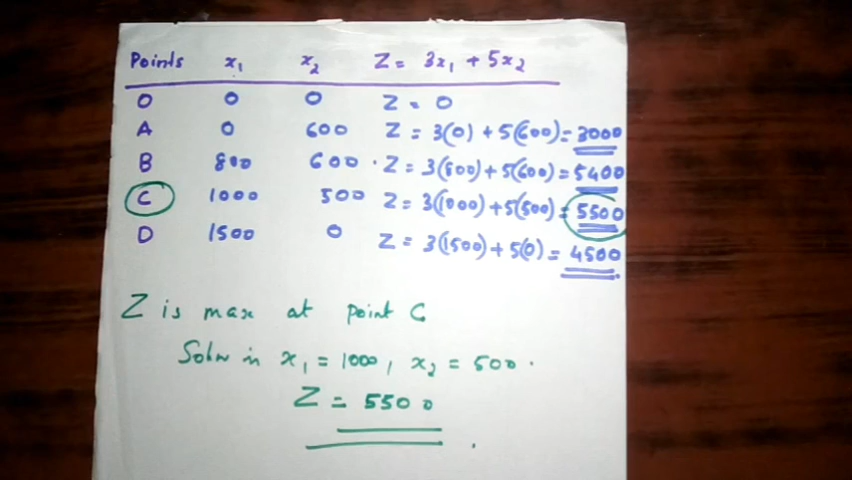 Points x₁ x₂ Z = 3x₁ + 5x₂
O 0 0 Z = 0
A 0 600 Z = 3(0) + 5(600) = 3000
B 800 600 Z = 3(800) + 5(600) = 5400
C 1000 500 Z = 3(1000) + 5(500) = 5500
D 1500 0 Z = 3(1500) + 5(0) = 4500
Z is max at point C
Soln is x₁ = 1000, x₂ = 500.
Z = 5500